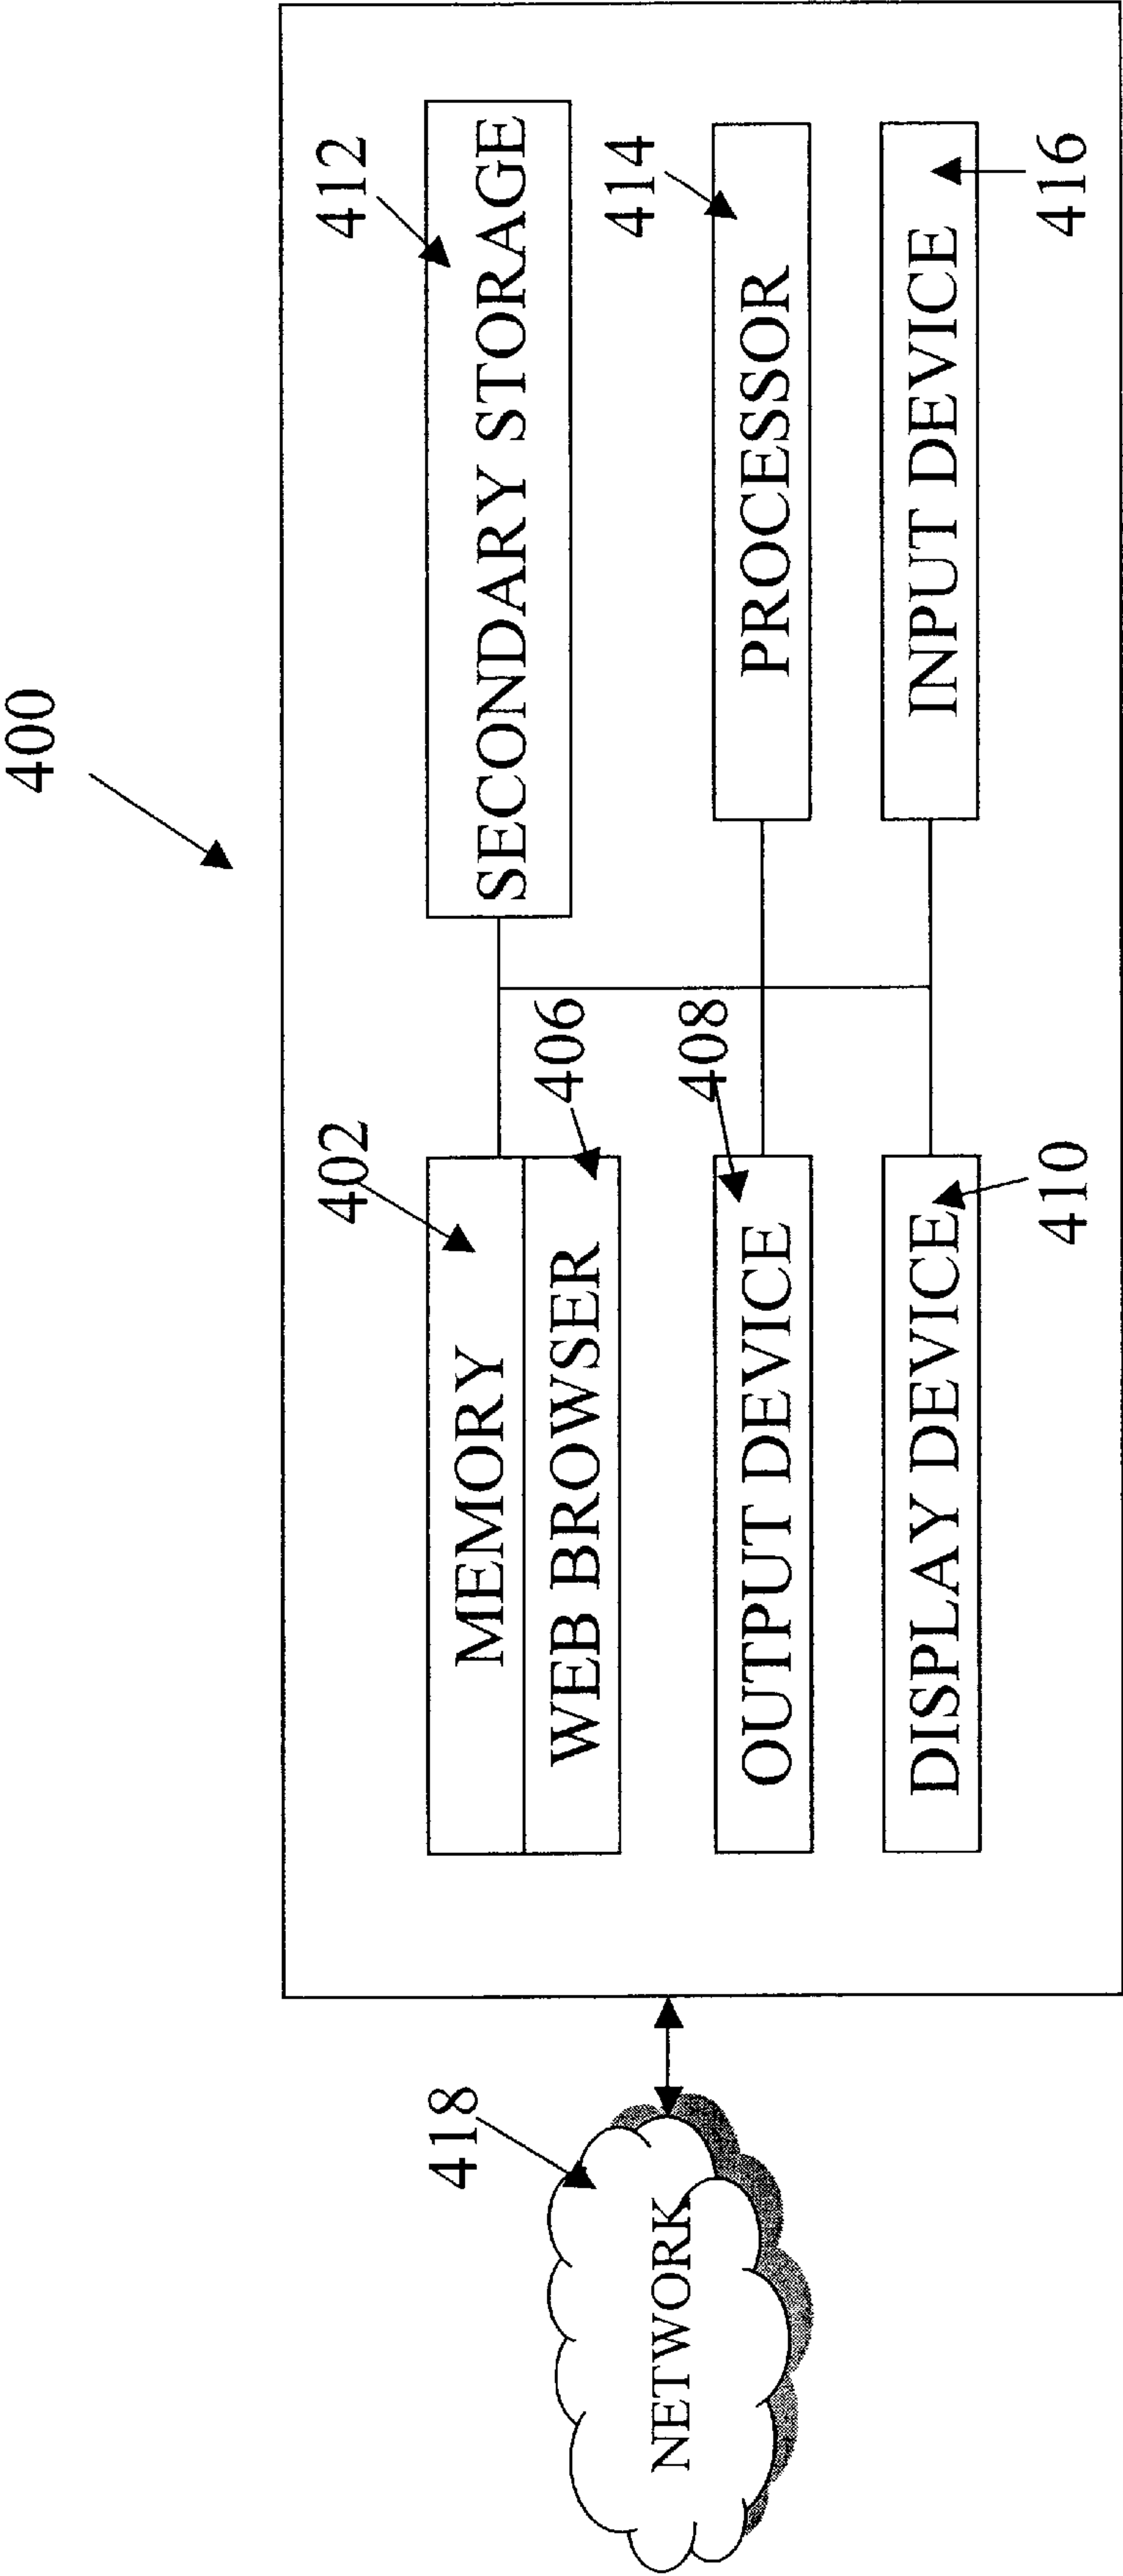 400
402
MEMORY
412
SECONDARY STORAGE
406
WEB BROWSER
418
NETWORK
408
OUTPUT DEVICE
414
PROCESSOR
DISPLAY DEVICE
410
INPUT DEVICE
416